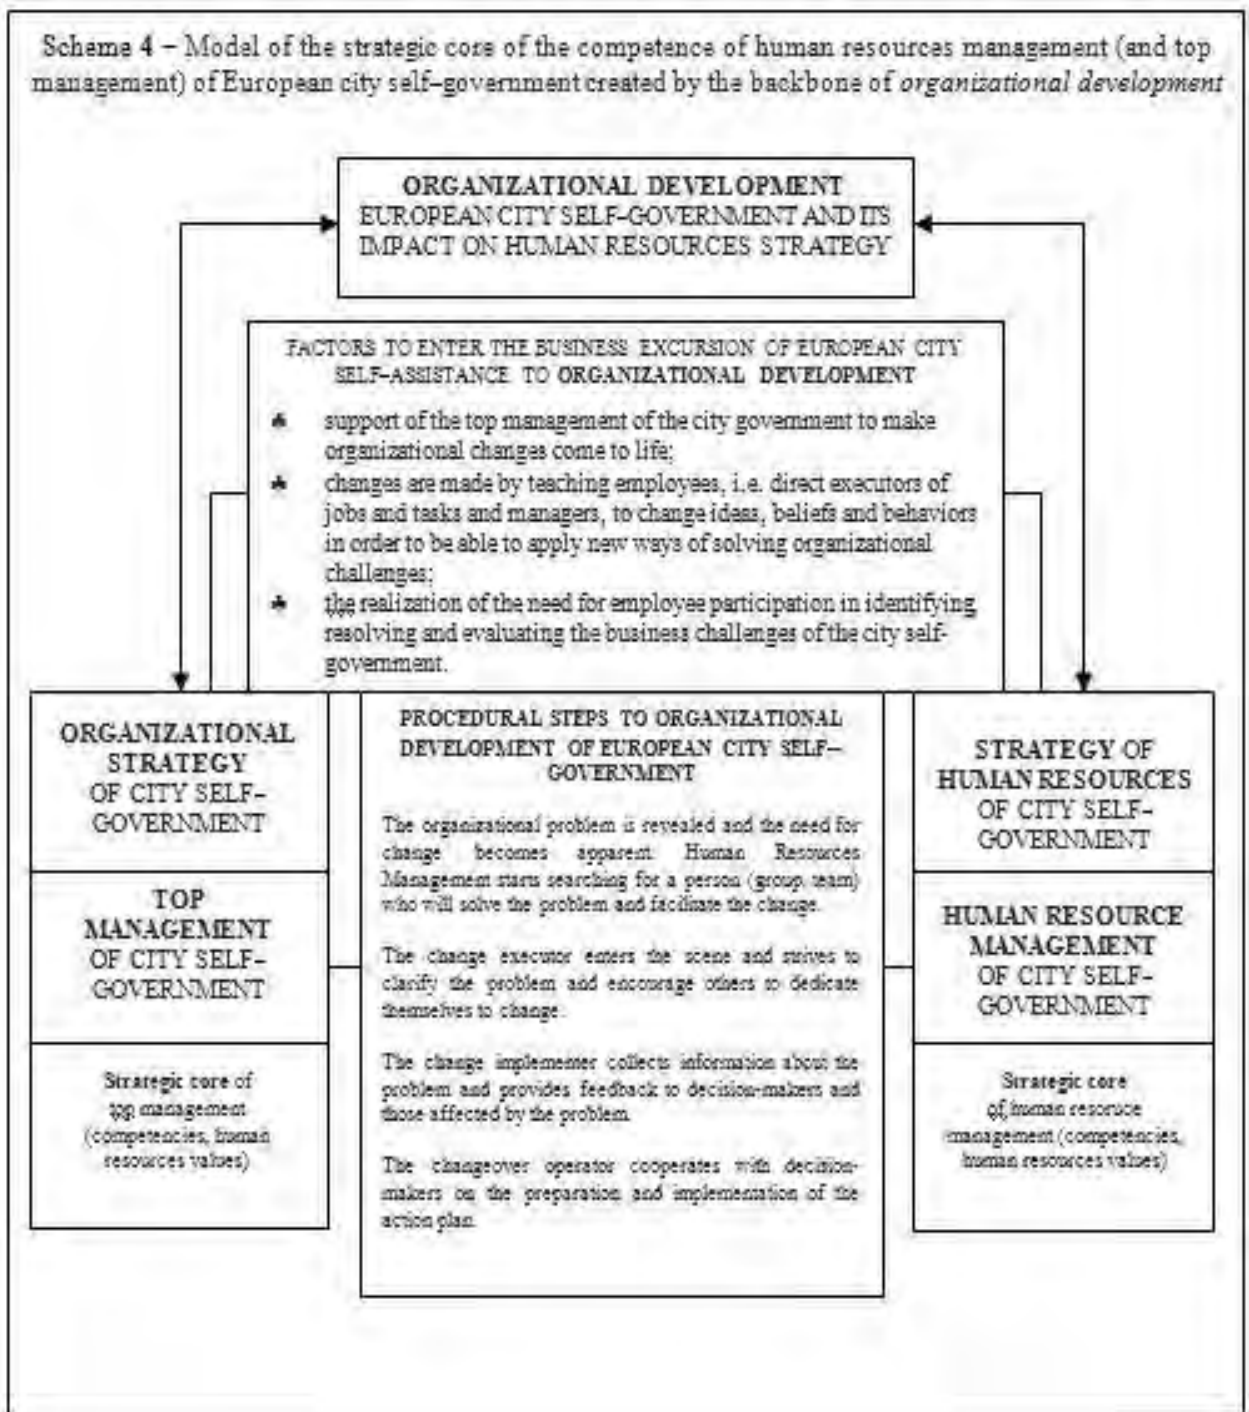 Scheme 4 – Model of the strategic core of the competence of human resources management (and top
management) of European city self–government created by the backbone of organizational development
ORGANIZATIONAL DEVELOPMENT
EUROPEAN CITY SELF–GOVERNMENT AND ITS
IMPACT ON HUMAN RESOURCES STRATEGY
FACTORS TO ENTER THE BUSINESS EXCURSION OF EUROPEAN CITY
SELF–ASSISTANCE TO ORGANIZATIONAL DEVELOPMENT
♣ support of the top management of the city government to make
organizational changes come to life;
♣ changes are made by teaching employees, i.e. direct executors of
jobs and tasks and managers, to change ideas, beliefs and behaviors
in order to be able to apply new ways of solving organizational
challenges;
♣ the realization of the need for employee participation in identifying,
resolving and evaluating the business challenges of the city self-
government.
ORGANIZATIONAL
STRATEGY
OF CITY SELF–
GOVERNMENT
TOP
MANAGEMENT
OF CITY SELF–
GOVERNMENT
Strategic core of
top management
(competencies, human
resources values)
PROCEDURAL STEPS TO ORGANIZATIONAL
DEVELOPMENT OF EUROPEAN CITY SELF–
GOVERNMENT
The organizational problem is revealed and the need for
change becomes apparent. Human Resources
Management starts searching for a person (group, team)
who will solve the problem and facilitate the change.
The change executor enters the scene and strives to
clarify the problem and encourage others to dedicate
themselves to change.
The change implementer collects information about the
problem and provides feedback to decision-makers and
those affected by the problem.
The changeover operator cooperates with decision-
makers on the preparation and implementation of the
action plan.
STRATEGY OF
HUMAN RESOURCES
OF CITY SELF–
GOVERNMENT
HUMAN RESOURCE
MANAGEMENT
OF CITY SELF–
GOVERNMENT
Strategic core
of human resoruce
management (competencies,
human resources values)